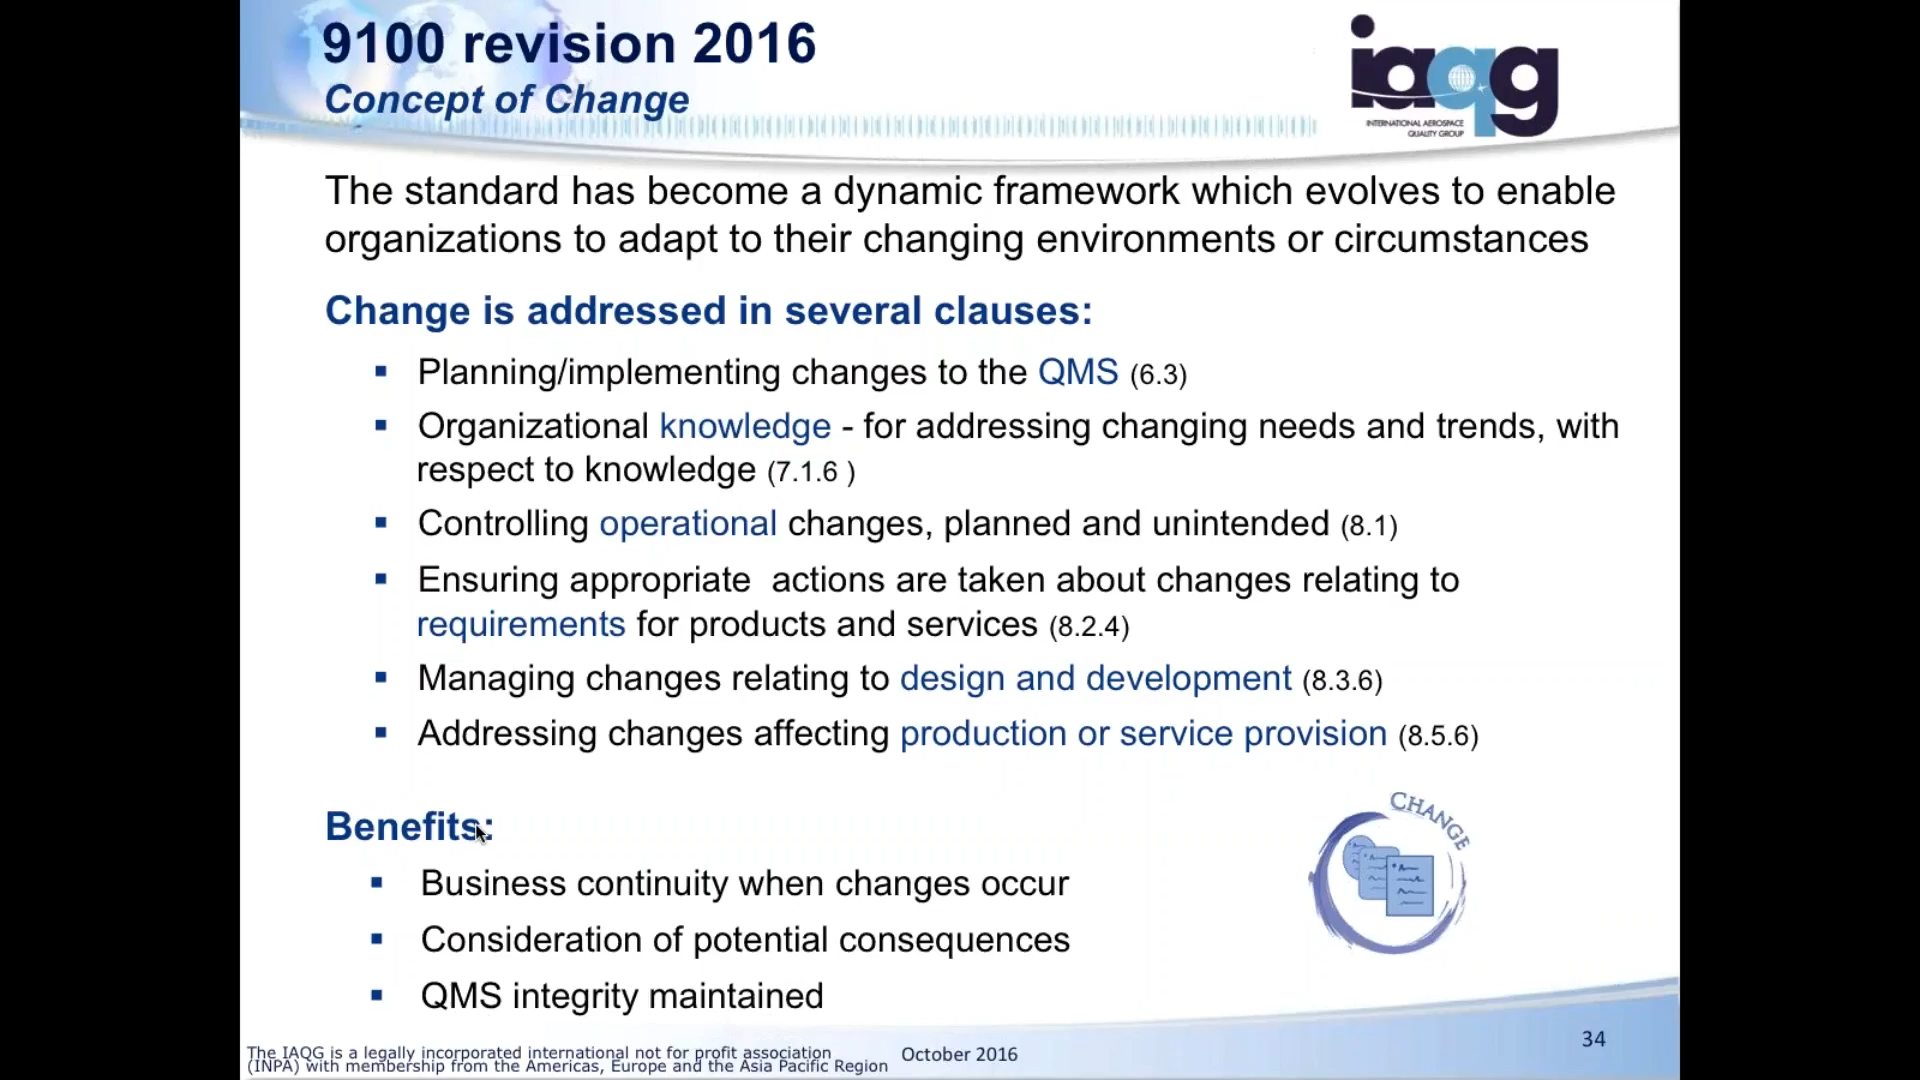 9100 revision 2016
Concept of Change
iaqg
INTERNATIONAL AEROSPACE
QUALITY GROUP
The standard has become a dynamic framework which evolves to enable
organizations to adapt to their changing environments or circumstances
Change is addressed in several clauses:
▪ Planning/implementing changes to the QMS (6.3)
▪ Organizational knowledge - for addressing changing needs and trends, with
respect to knowledge (7.1.6 )
▪ Controlling operational changes, planned and unintended (8.1)
▪ Ensuring appropriate  actions are taken about changes relating to
requirements for products and services (8.2.4)
▪ Managing changes relating to design and development (8.3.6)
▪ Addressing changes affecting production or service provision (8.5.6)
Benefits:
CHANGE
▪ Business continuity when changes occur
▪ Consideration of potential consequences
▪ QMS integrity maintained
The IAQG is a legally incorporated international not for profit association
(INPA) with membership from the Americas, Europe and the Asia Pacific Region
October 2016
34